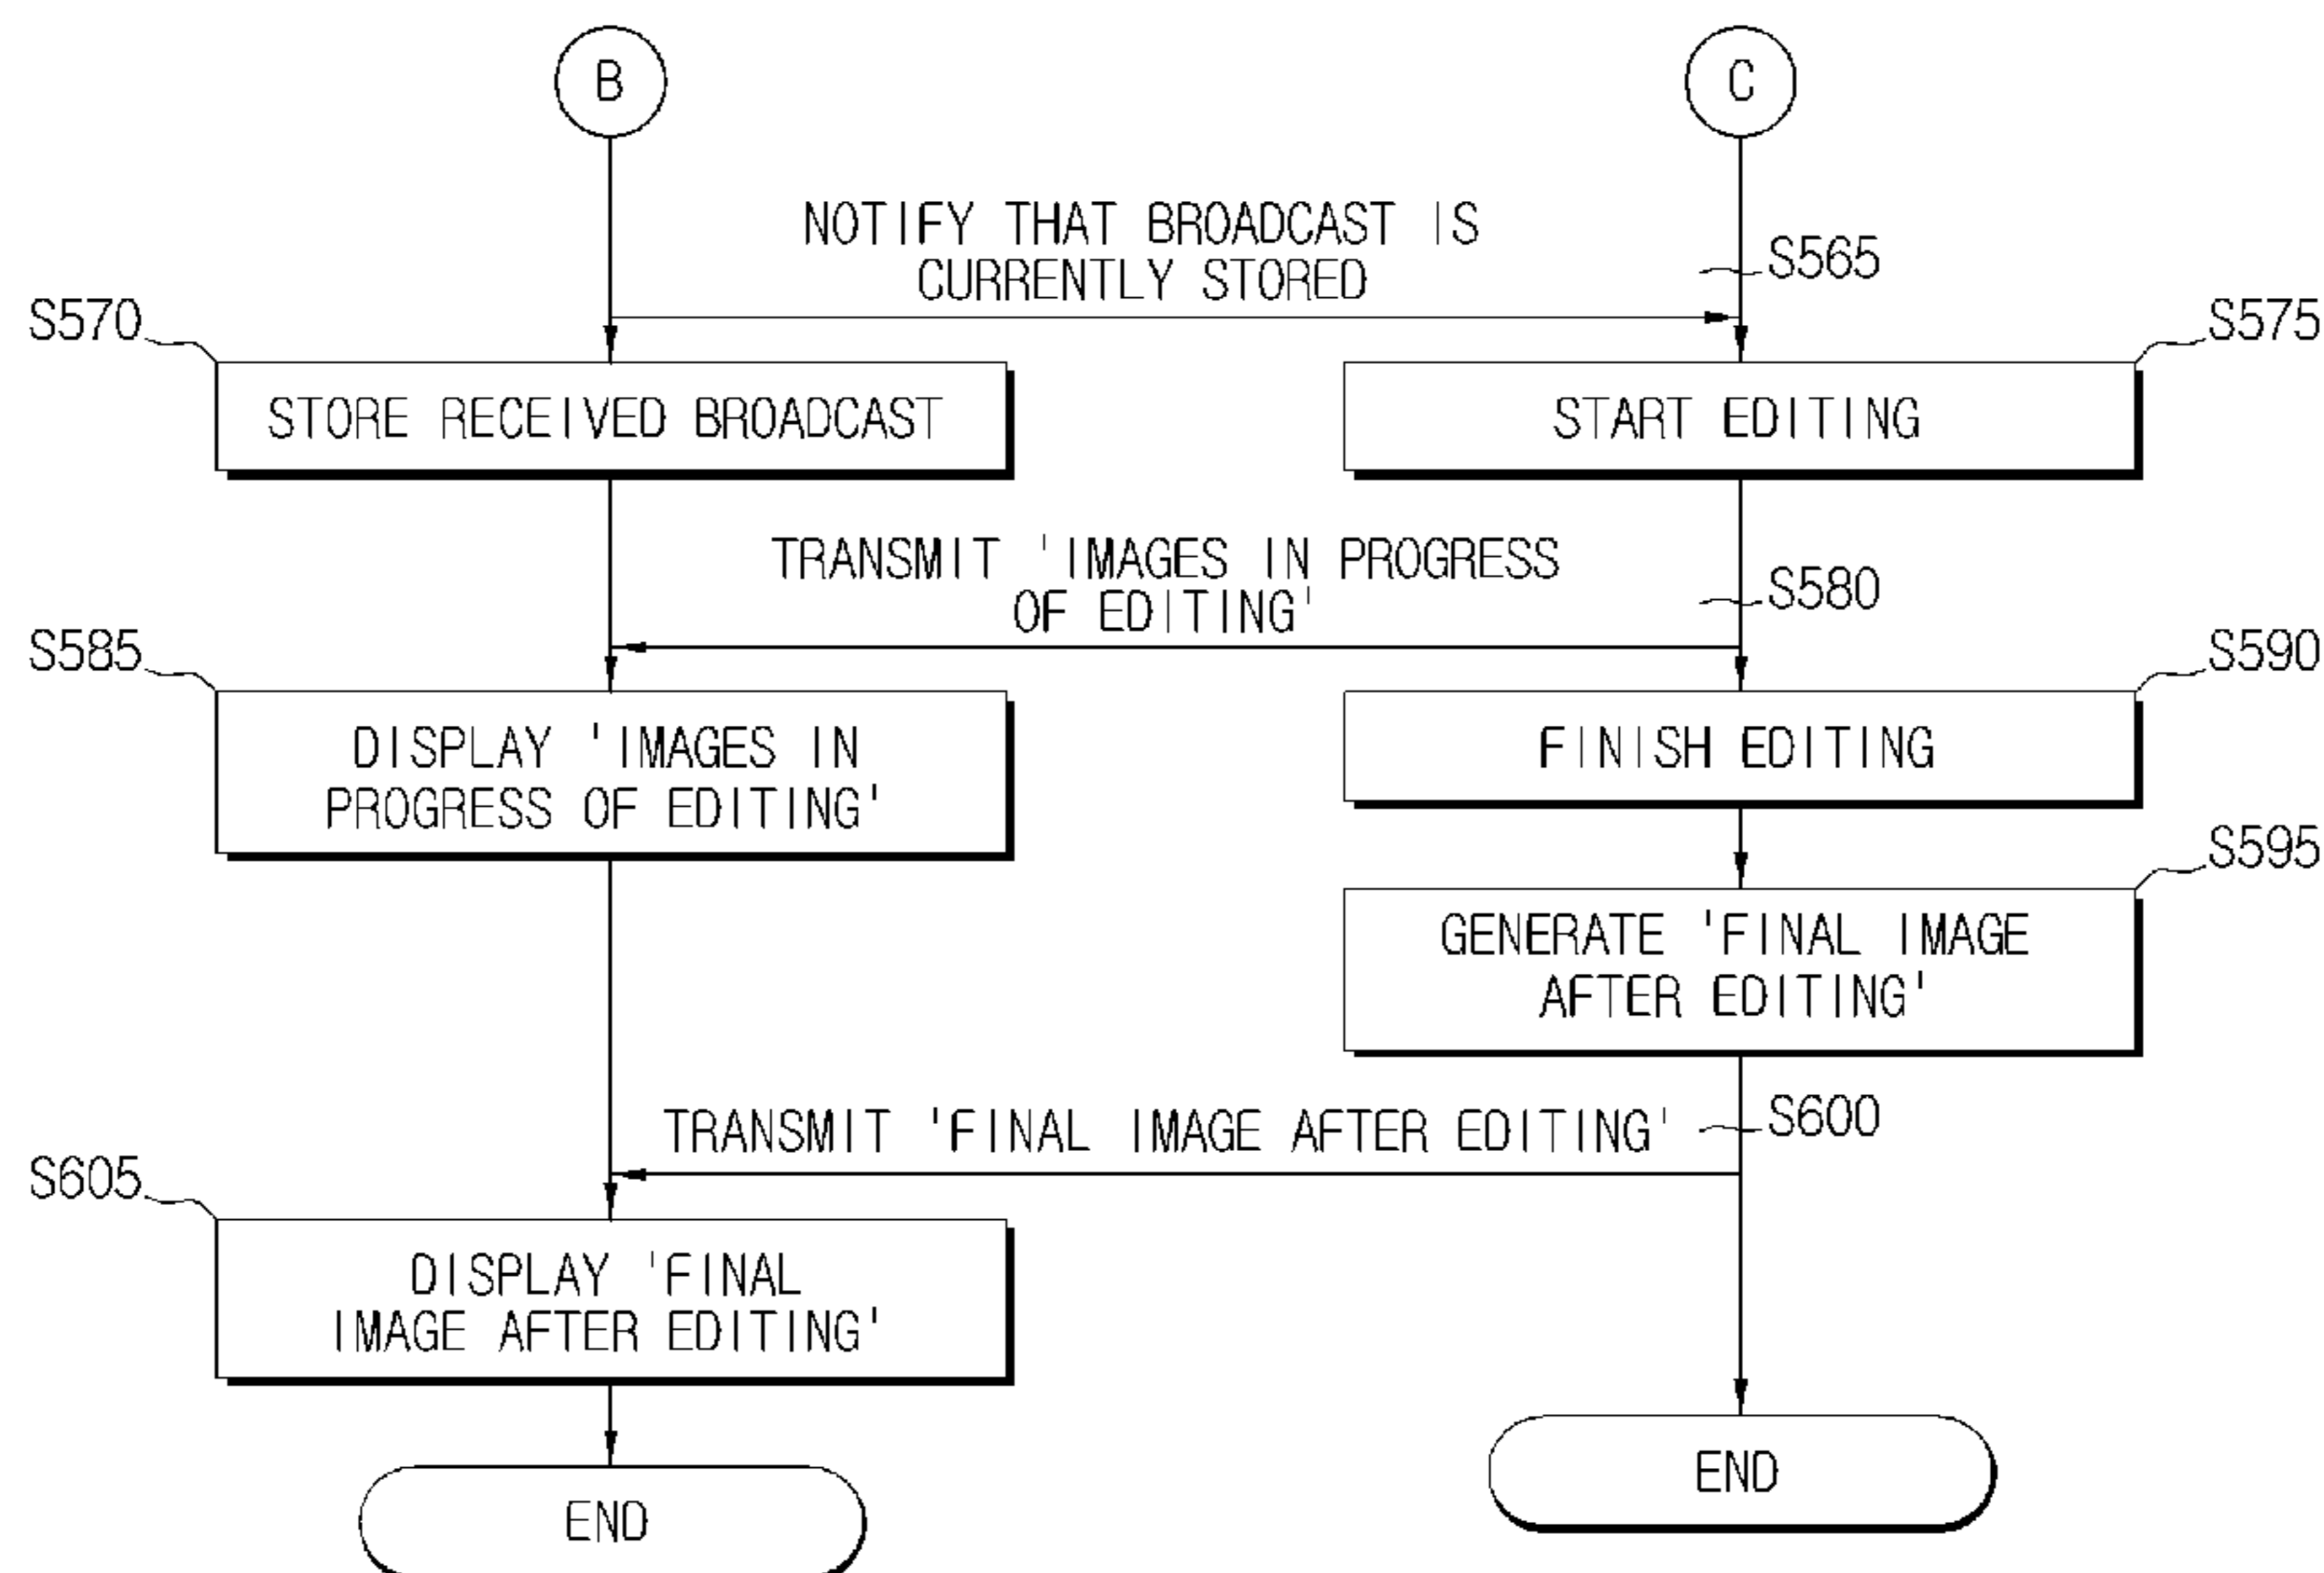 B
C
NOTIFY THAT BROADCAST IS
CURRENTLY STORED
S565
S570
S575
STORE RECEIVED BROADCAST
START EDITING
TRANSMIT 'IMAGES IN PROGRESS
OF EDITING'
S580
S585
S590
DISPLAY 'IMAGES IN
PROGRESS OF EDITING'
FINISH EDITING
S595
GENERATE 'FINAL IMAGE
AFTER EDITING'
TRANSMIT 'FINAL IMAGE AFTER EDITING'
S600
S605
DISPLAY 'FINAL
IMAGE AFTER EDITING'
END
END